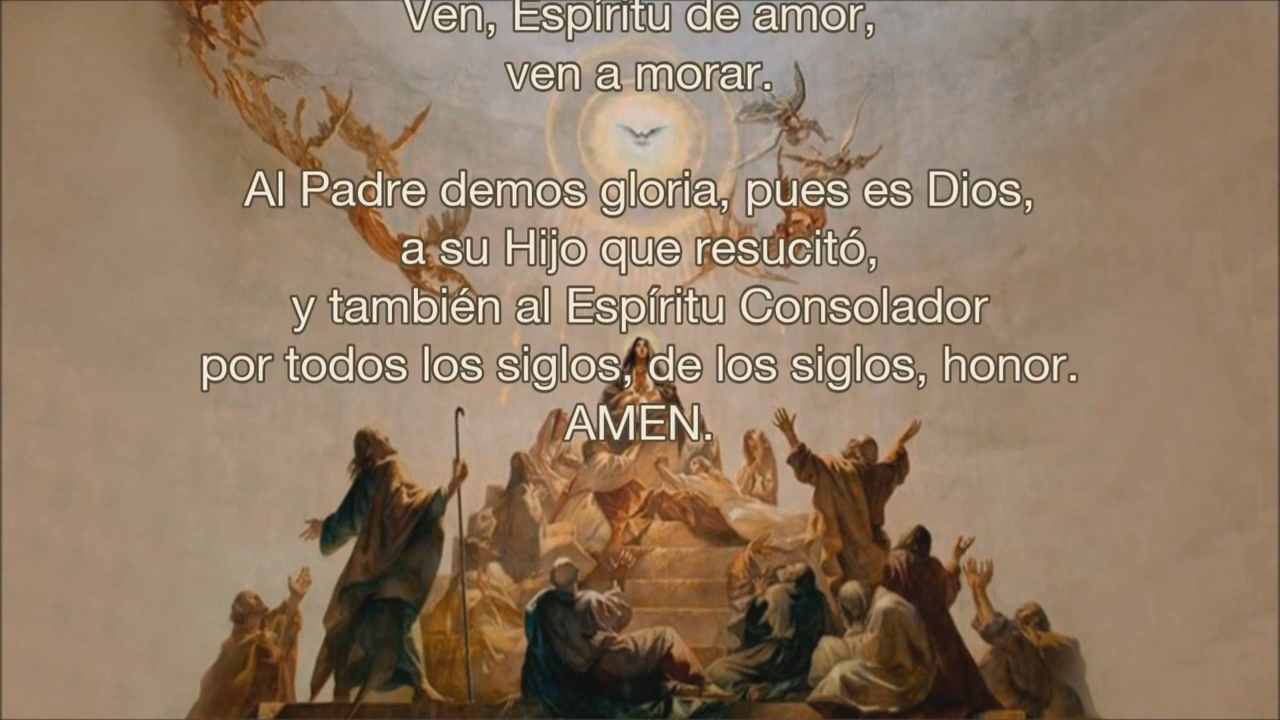 Ven, Espíritu de amor,
ven a morar.
Al Padre demos gloria, pues es Dios,
a su Hijo que resucitó,
y también al Espíritu Consolador
por todos los siglos, de los siglos, honor.
AMEN.